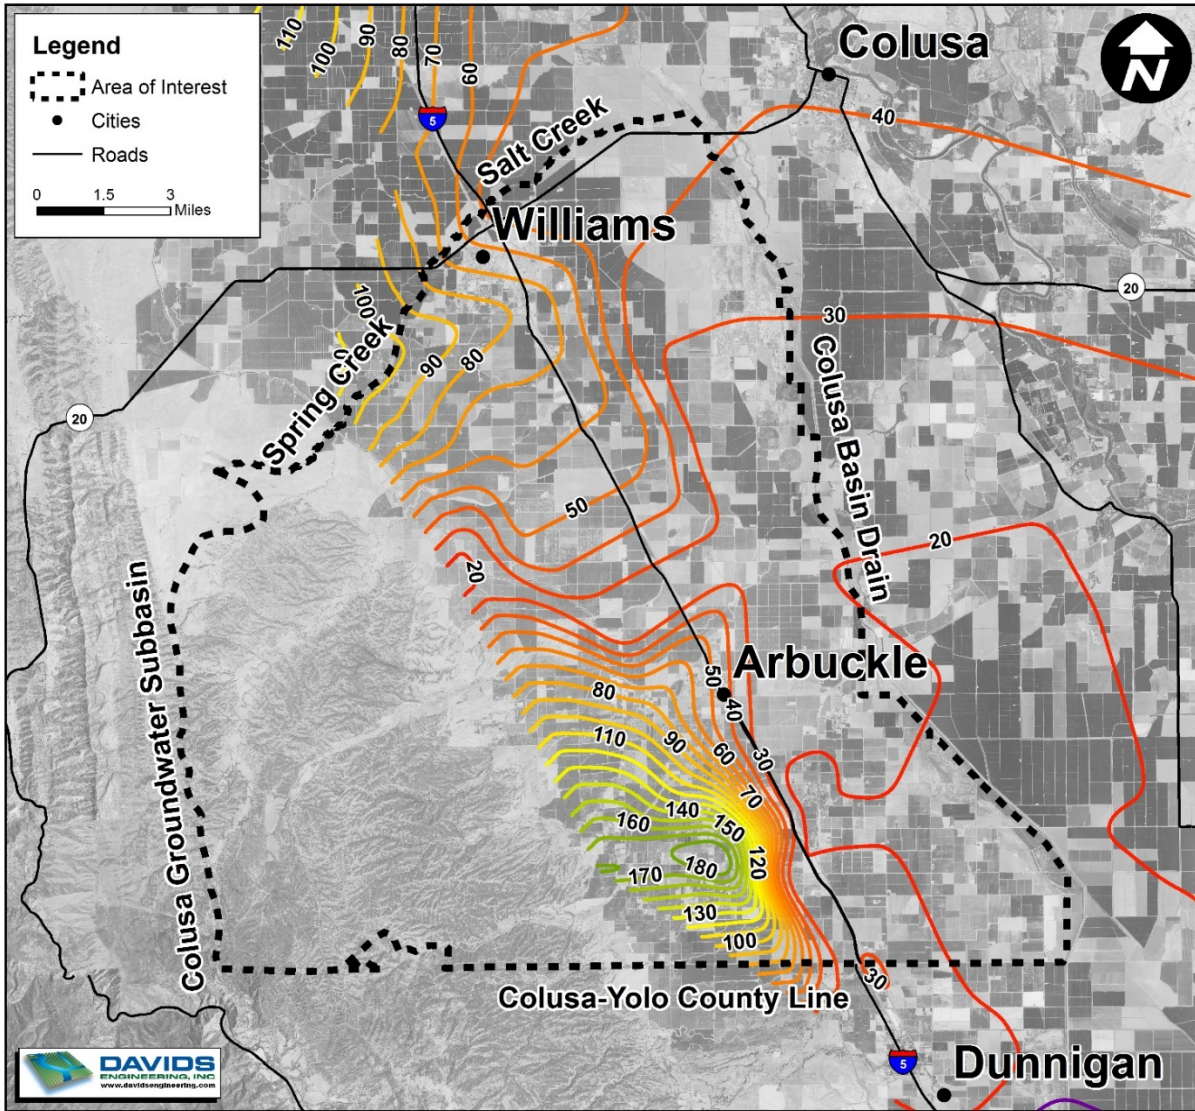 110
100
90
80
70
60
Legend
Area of Interest
Cities
Roads
0 1.5 3
Miles
5
Colusa
N
40
Salt Creek
Williams
20
100
30
Spring Creek
90
80
20
Colusa Basin Drain
50
20
20
Colusa Groundwater Subbasin
Arbuckle
50
40
80
110
90
60
30
70
140
160
150
120
180
170
130
100
30
Colusa-Yolo County Line
DAVIDS
ENGINEERING, INC
www.davidsengineering.com
5
Dunnigan